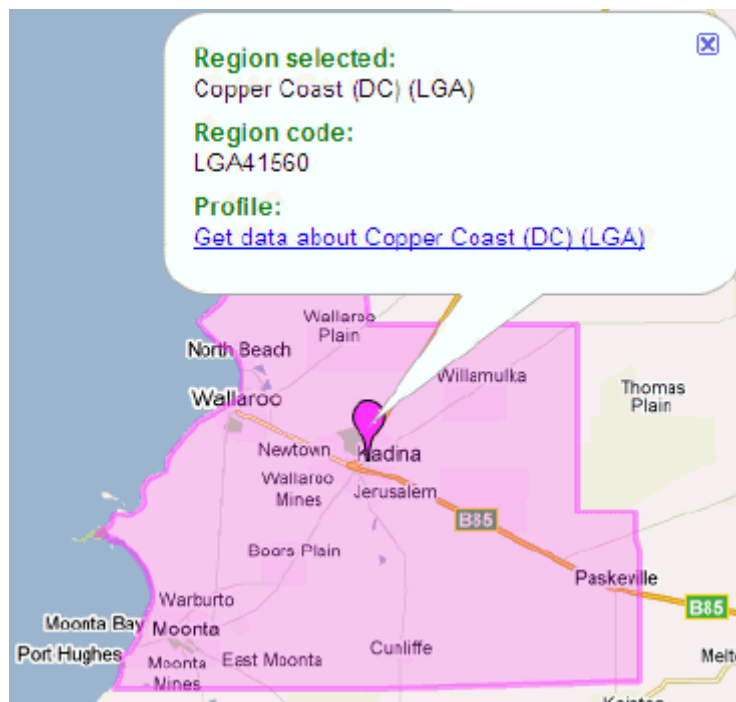 Region selected:
Copper Coast (DC) (LGA)
Region code:
LGA41560
Profile:
Get data about Copper Coast (DC) (LGA)
Wallaroo
Plain
North Beach
Willamulka
Thomas
Plain
Wallaroo
Newtown
Kadina
Wallaroo
Mines
Jerusalem
B85
Boors Plain
Paskeville
B85
Warburto
Moonta Bay
Moonta
Port Hughes
Cunliffe
East Moonta
Moonta
Mines
Melto